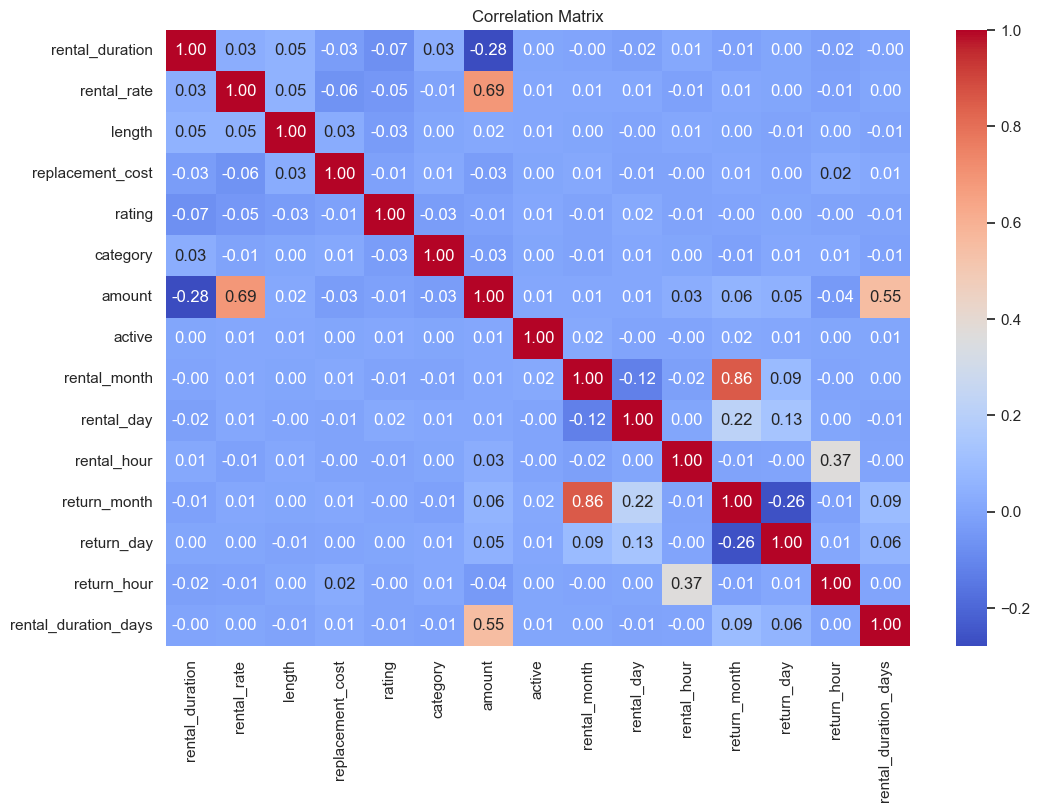 Correlation Matrix
rental_duration 1.00 0.03 0.05 -0.03 -0.07 0.03 -0.28 0.00 -0.00 -0.02 0.01 -0.01 0.00 -0.02 -0.00
rental_rate 0.03 1.00 0.05 -0.06 -0.05 -0.01 0.69 0.01 0.01 0.01 -0.01 0.01 0.00 -0.01 0.00
length 0.05 0.05 1.00 0.03 -0.03 0.00 0.02 0.01 0.00 -0.00 0.01 0.00 -0.01 0.00 -0.01
replacement_cost -0.03 -0.06 0.03 1.00 -0.01 0.01 -0.03 0.00 0.01 -0.01 -0.00 0.01 0.00 0.02 0.01
rating -0.07 -0.05 -0.03 -0.01 1.00 -0.03 -0.01 0.01 -0.01 0.02 -0.01 -0.00 0.00 -0.00 -0.01
category 0.03 -0.01 0.00 0.01 -0.03 1.00 -0.03 0.00 -0.01 0.01 0.00 -0.01 0.01 0.01 -0.01
amount -0.28 0.69 0.02 -0.03 -0.01 -0.03 1.00 0.01 0.01 0.01 0.03 0.06 0.05 -0.04 0.55
active 0.00 0.01 0.01 0.00 0.01 0.00 0.01 1.00 0.02 -0.00 -0.00 0.02 0.01 0.00 0.01
rental_month -0.00 0.01 0.00 0.01 -0.01 -0.01 0.01 0.02 1.00 -0.12 -0.02 0.86 0.09 -0.00 0.00
rental_day -0.02 0.01 -0.00 -0.01 0.02 0.01 0.01 -0.00 -0.12 1.00 0.00 0.22 0.13 0.00 -0.01
rental_hour 0.01 -0.01 0.01 -0.00 -0.01 0.00 0.03 -0.00 -0.02 0.00 1.00 -0.01 -0.00 0.37 -0.00
return_month -0.01 0.01 0.00 0.01 -0.00 -0.01 0.06 0.02 0.86 0.22 -0.01 1.00 -0.26 -0.01 0.09
return_day 0.00 0.00 -0.01 0.00 0.00 0.01 0.05 0.01 0.09 0.13 -0.00 -0.26 1.00 0.01 0.06
return_hour -0.02 -0.01 0.00 0.02 -0.00 0.01 -0.04 0.00 -0.00 0.00 0.37 -0.01 0.01 1.00 0.00
rental_duration_days -0.00 0.00 -0.01 0.01 -0.01 -0.01 0.55 0.01 0.00 -0.01 -0.00 0.09 0.06 0.00 1.00
rental_duration
rental_rate
length
replacement_cost
rating
category
amount
active
rental_month
rental_day
rental_hour
return_month
return_day
return_hour
rental_duration_days
1.0
0.8
0.6
0.4
0.2
0.0
−0.2